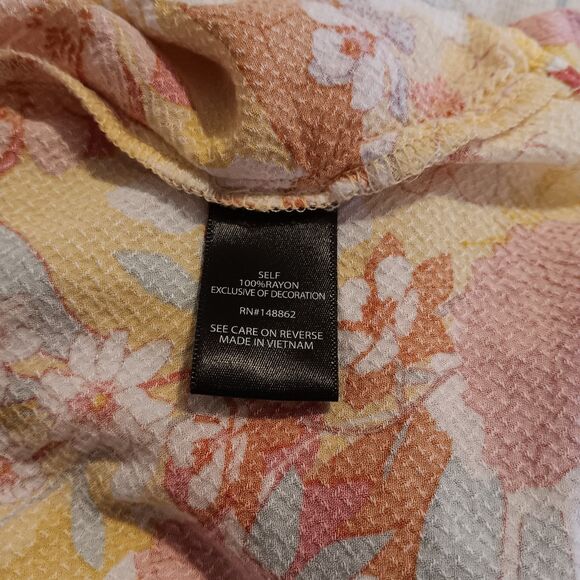 SELF
100%RAYON
EXCLUSIVE OF DECORATION
RN#148862
SEE CARE ON REVERSE
MADE IN VIETNAM